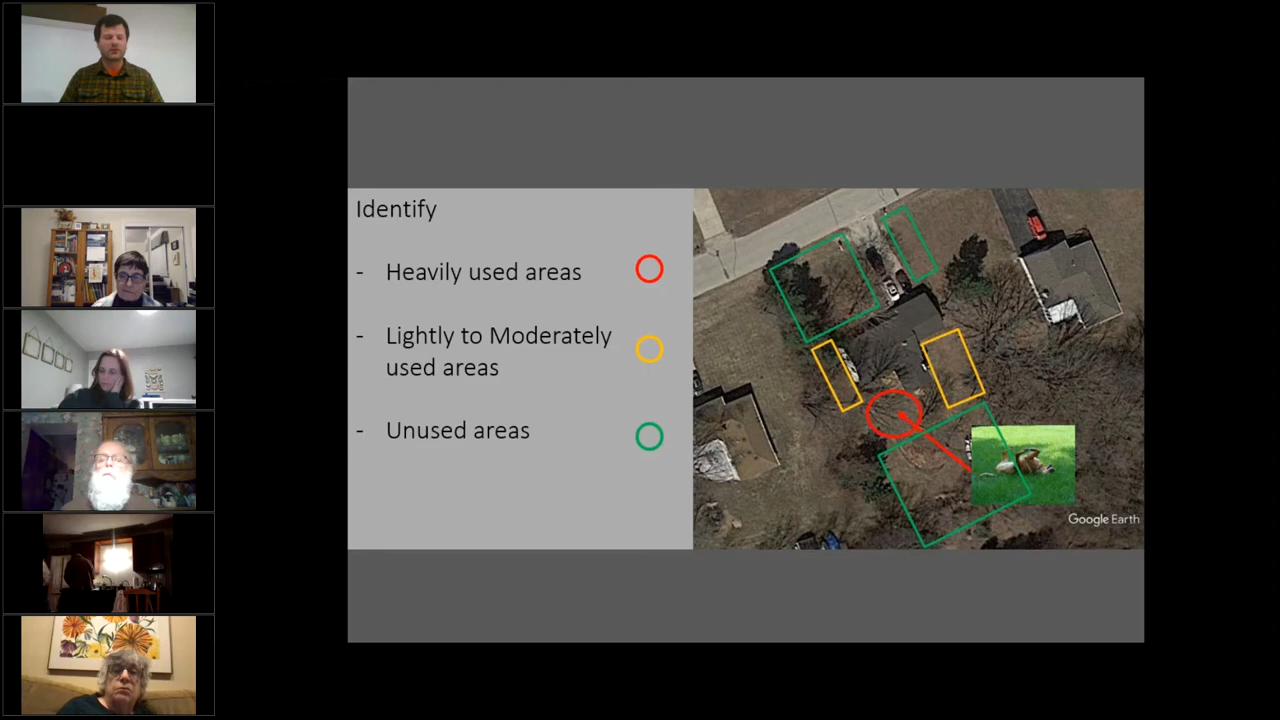 Identify
- Heavily used areas
- Lightly to Moderately
used areas
- Unused areas
Google Earth